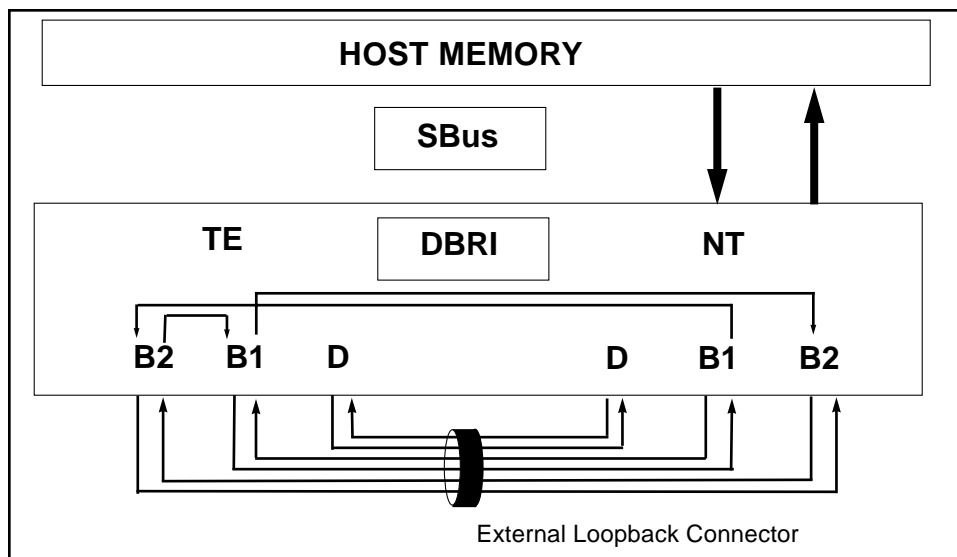 HOST MEMORY
SBus
TE
DBRI
NT
B2 B1 D D B1 B2
External Loopback Connector